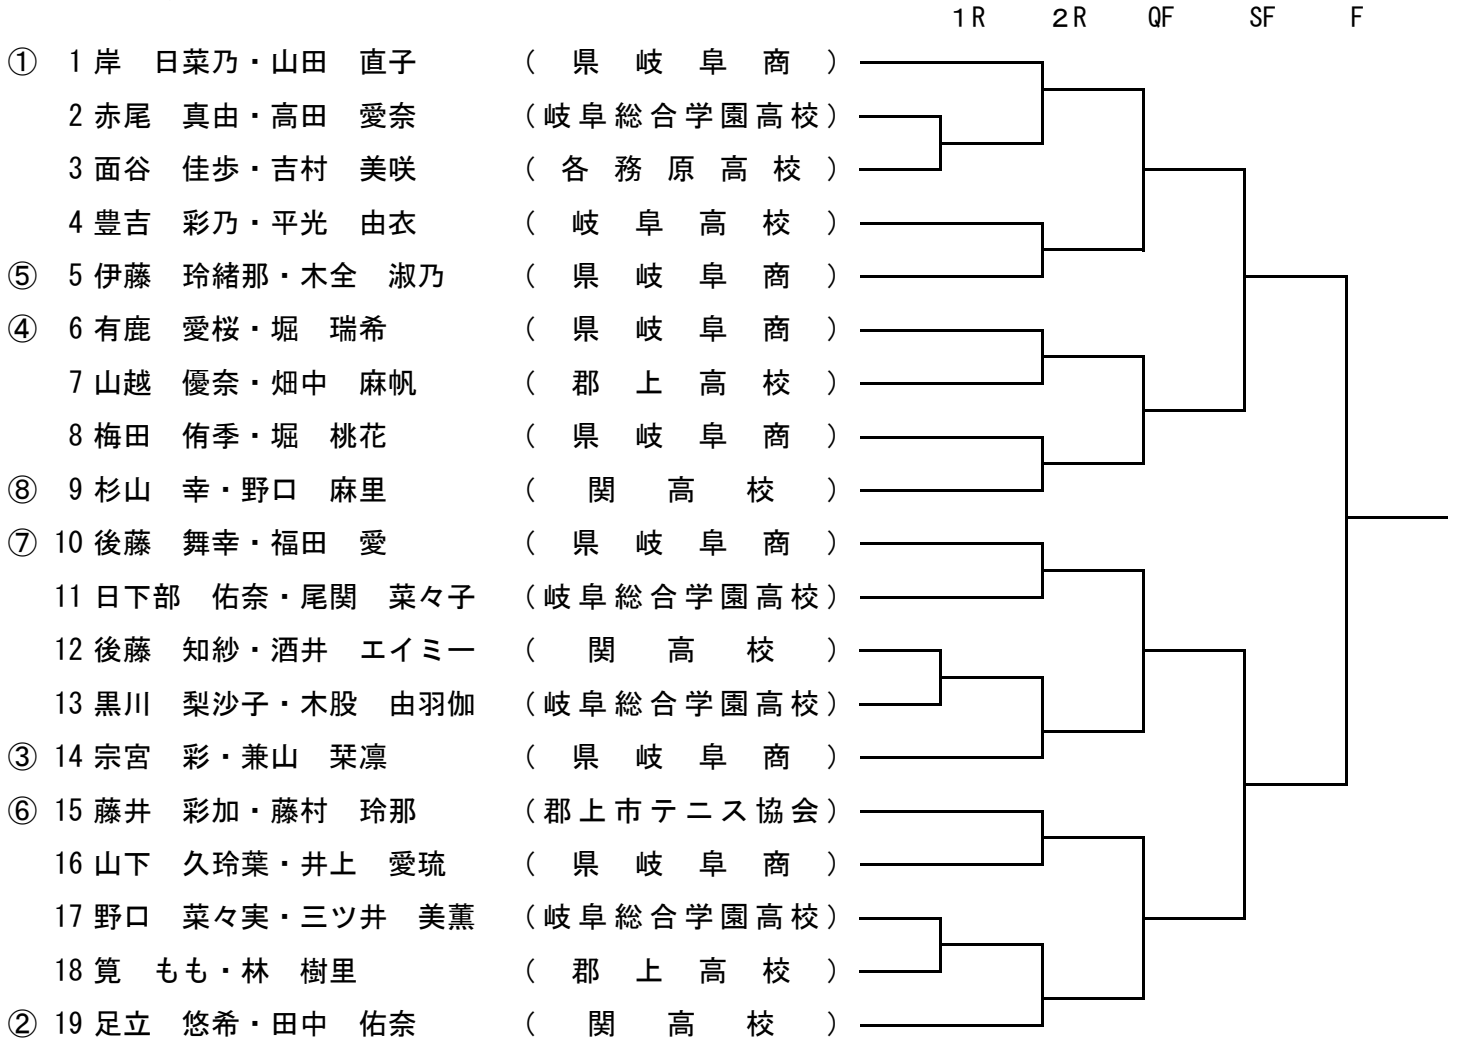 １R　２R　QF　SF　F
① 1 岸　日菜乃・山田　直子 （県岐阜商）
2 赤尾　真由・高田　愛奈 （岐阜総合学園高校）
3 面谷　佳歩・吉村　美咲 （各務原高校）
4 豊吉　彩乃・平光　由衣 （岐阜高校）
⑤ 5 伊藤　玲緒那・木全　淑乃 （県岐阜商）
④ 6 有鹿　愛桜・堀　瑞希 （県岐阜商）
7 山越　優奈・畑中　麻帆 （郡上高校）
8 梅田　侑季・堀　桃花 （県岐阜商）
⑧ 9 杉山　幸・野口　麻里 （関高校）
⑦ 10 後藤　舞幸・福田　愛 （県岐阜商）
11 日下部　佑奈・尾関　菜々子 （岐阜総合学園高校）
12 後藤　知紗・酒井　エイミー （関高校）
13 黒川　梨沙子・木股　由羽伽 （岐阜総合学園高校）
③ 14 宗宮　彩・兼山　栞凛 （県岐阜商）
⑥ 15 藤井　彩加・藤村　玲那 （郡上市テニス協会）
16 山下　久玲葉・井上　愛琉 （県岐阜商）
17 野口　菜々実・三ツ井　美薫 （岐阜総合学園高校）
18 筧　もも・林　樹里 （郡上高校）
② 19 足立　悠希・田中　佑奈 （関高校）